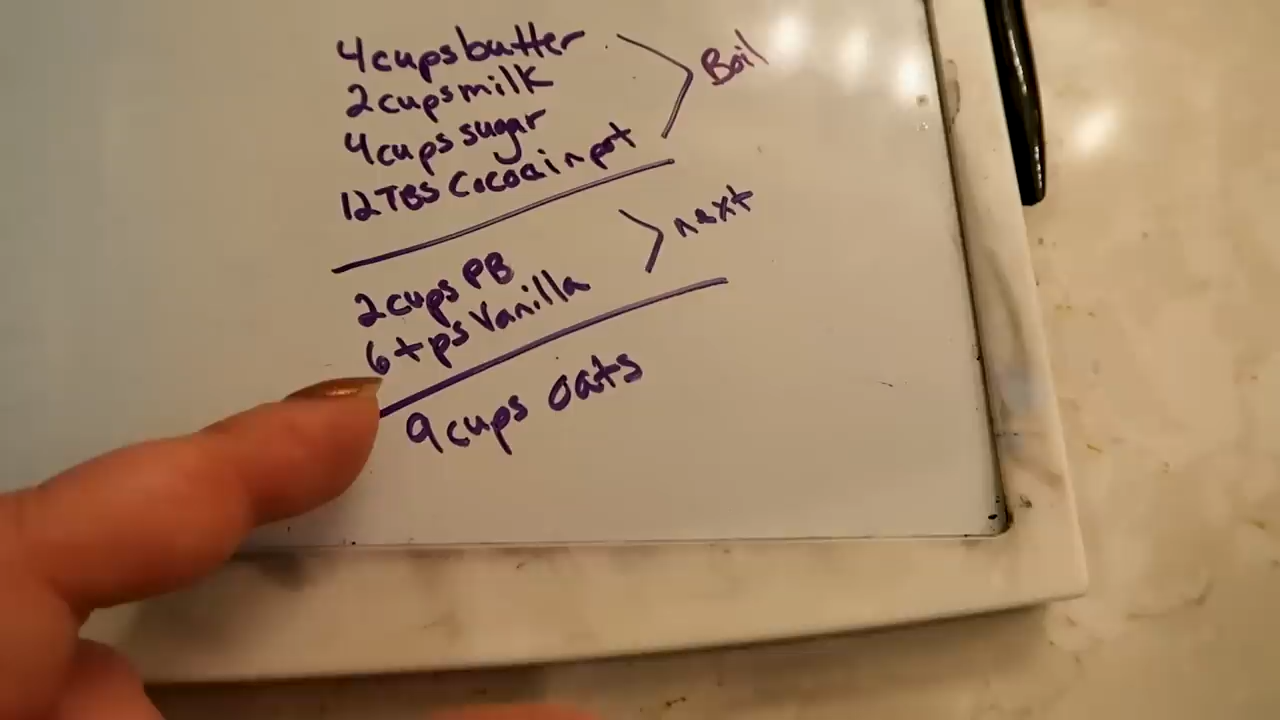 4cups butter
2cups milk
4cups sugar
12TBS Cocoa in pot
Boil
2cups PB
6tps Vanilla
next
9cups oats